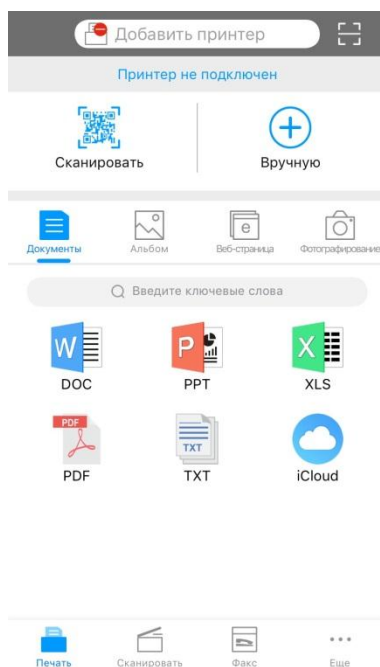 Добавить принтер
Принтер не подключен
Сканировать
Вручную
Документы
Альбом
e
Веб-страница
Фотографирование
Введите ключевые слова
W
P
X
DOC
PPT
XLS
PDF
TXT
PDF
TXT
iCloud
Печать
Сканировать
Факс
Еще